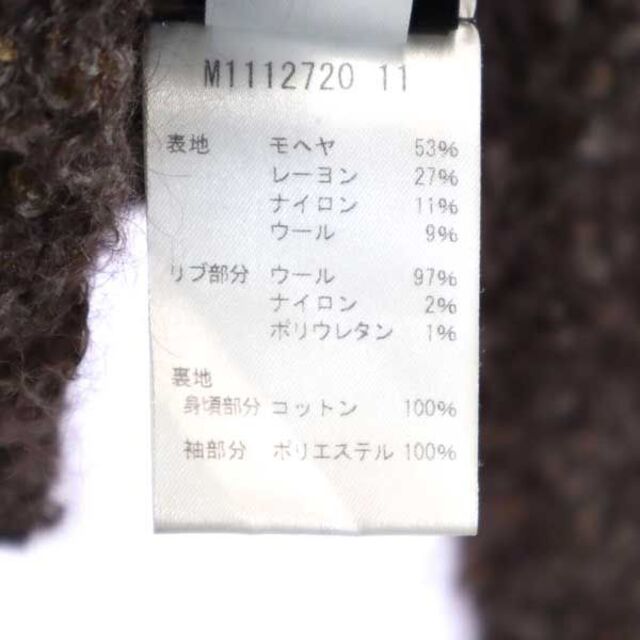 M1112720 11
表地 モヘヤ 53%
レーヨン 27%
ナイロン 11%
ウール 9%
リブ部分 ウール 97%
ナイロン 2%
ポリウレタン 1%
裏地
身頃部分 コットン 100%
袖部分 ポリエステル 100%